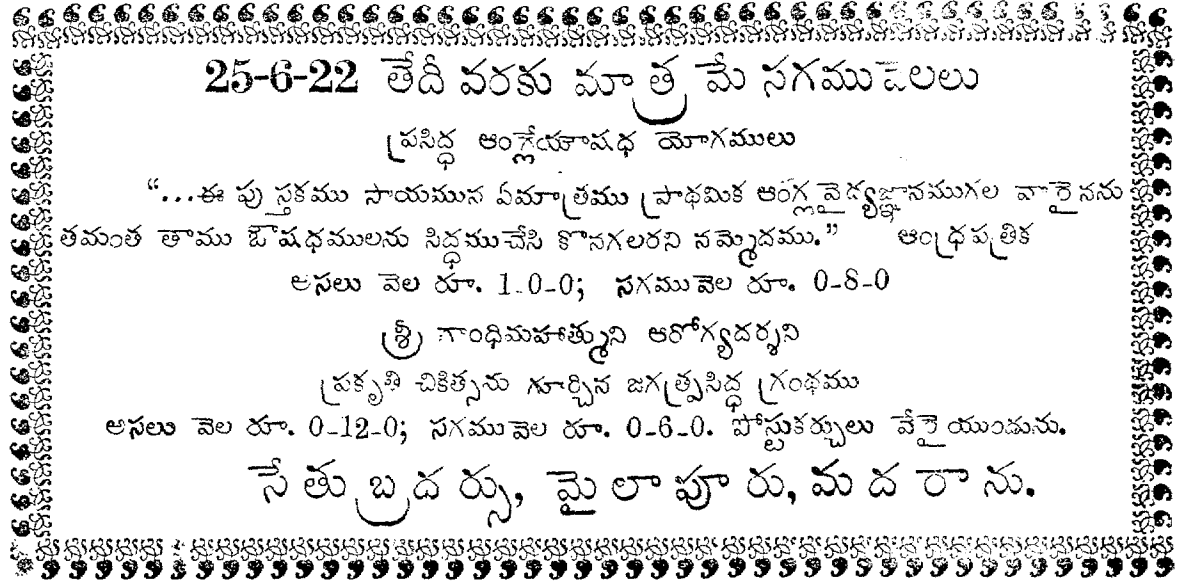 25-6-22 తేదీ వరకు మాత్రమే సగమువెలలు
ప్రసిద్ధ ఆంగ్లేయౌషధ యోగములు
“...ఈ పుస్తకము సాయమున ఏమాత్రము ప్రాథమిక ఆంగ్లవైద్యజ్ఞానముగల వారైనను
తమంత తాము ఔషధములను సిద్ధముచేసి కొనగలరని నమ్మెదము.” ఆంధ్రపత్రిక
అసలు వెల రూ. 1-0-0; సగమువెల రూ. 0-8-0
శ్రీ గాంధిమహాత్ముని ఆరోగ్యదర్శని
ప్రకృతి చికిత్సను గూర్చిన జగత్ప్రసిద్ధ గ్రంథము
అసలు వెల రూ. 0-12-0; సగమువెల రూ. 0-6-0. పోస్టుకర్చులు వేరైయుండును.
సేతుబ్రదర్సు, మైలాపూరు, మదరాసు.